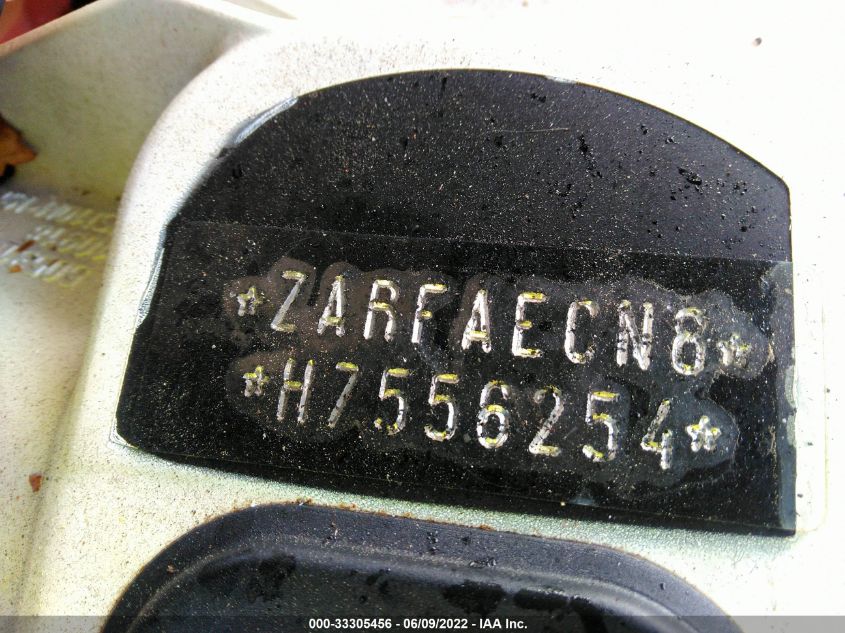 ☆ZARFAECN8☆
☆H7556254☆
000-33305456 - 06/09/2022 - IAA Inc.